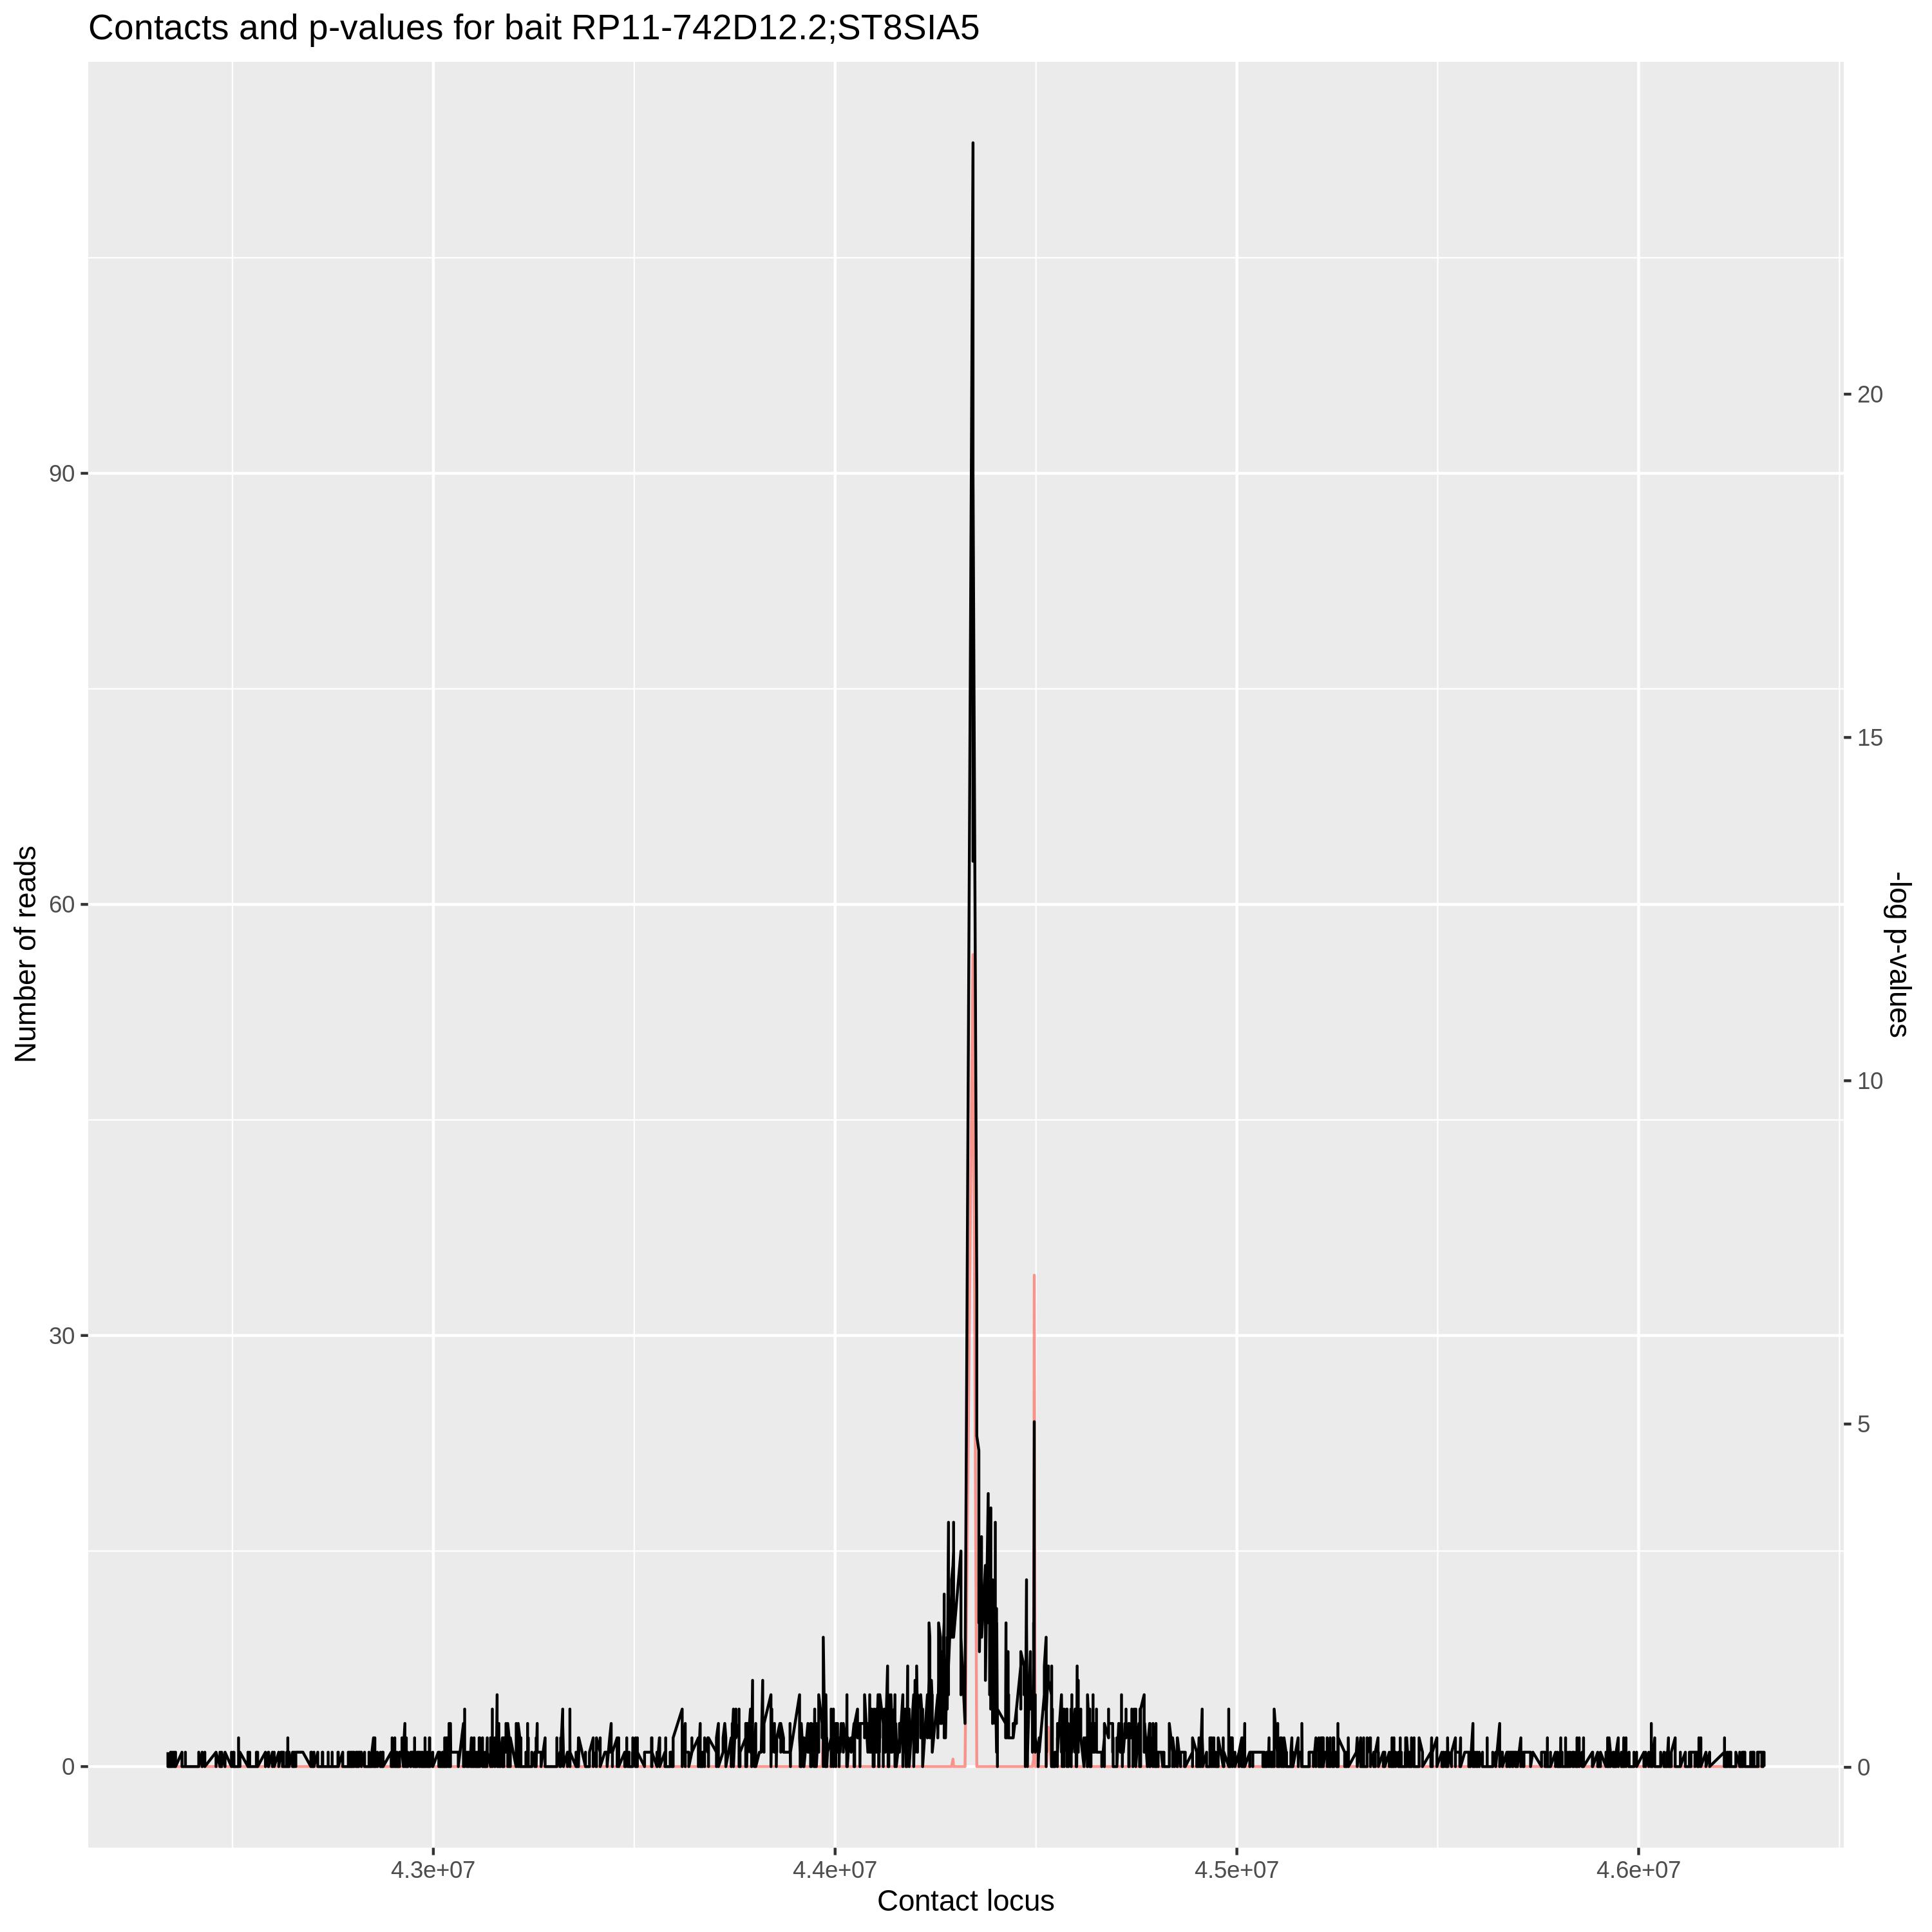 Contacts and p-values for bait RP11-742D12.2;ST8SIA5
Number of reads
90
60
30
0
20
15
10
5
0
-log p-values
4.3e+07
4.4e+07
4.5e+07
4.6e+07
Contact locus